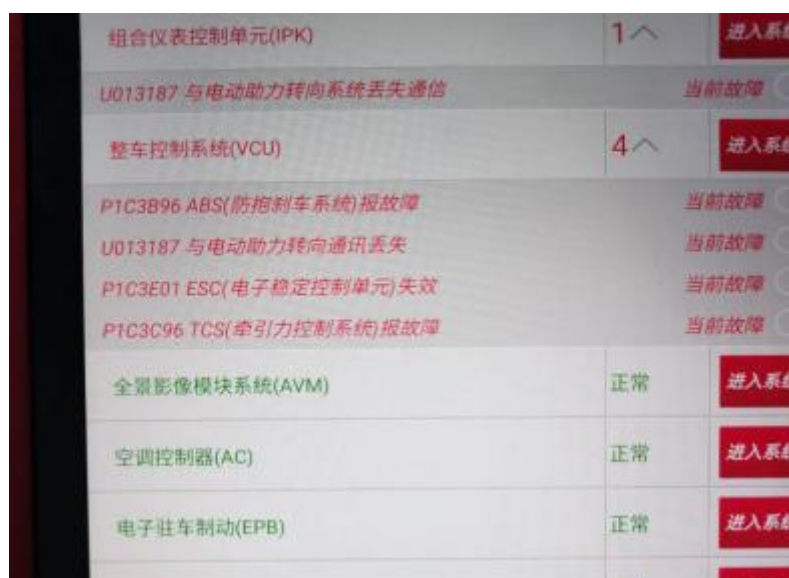 组合仪表控制单元(IPK) 1 进入系统
U013187 与电动助力转向系统丢失通信 当前故障
整车控制系统(VCU) 4 进入系统
P1C3B96 ABS(防抱刹车系统)报故障 当前故障
U013187 与电动助力转向通讯丢失 当前故障
P1C3E01 ESC(电子稳定控制单元)失效 当前故障
P1C3C96 TCS(牵引力控制系统)报故障 当前故障
全景影像模块系统(AVM) 正常 进入系统
空调控制器(AC) 正常 进入系统
电子驻车制动(EPB) 正常 进入系统